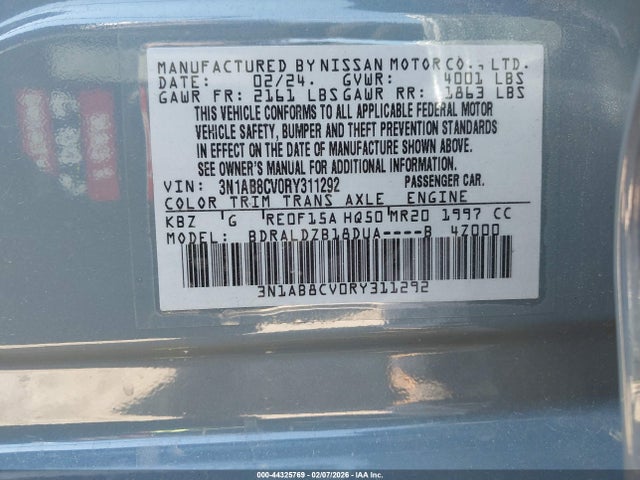 MANUFACTURED BY NISSAN MOTOR CO., LTD.
DATE: 02/24. GVWR: 4001 LBS
GAWR FR: 2161 LBS GAWR RR: 1863 LBS
THIS VEHICLE CONFORMS TO ALL APPLICABLE FEDERAL MOTOR
VEHICLE SAFETY, BUMPER AND THEFT PREVENTION STANDARDS
IN EFFECT ON THE DATE OF MANUFACTURE SHOWN ABOVE.
SEE OWNER'S MANUAL FOR ADDITIONAL INFORMATION.
VIN: 3N1AB8CV0RY311292 PASSENGER CAR.
COLOR TRIM TRANS AXLE ENGINE
KBZ G RE0F15A HQ50 MR20 1997 CC
MODEL: BDRALDZB18DUA----B 4Z000
3N1AB8CV0RY311292
000-44325769 - 02/07/2026 - IAA, Inc.